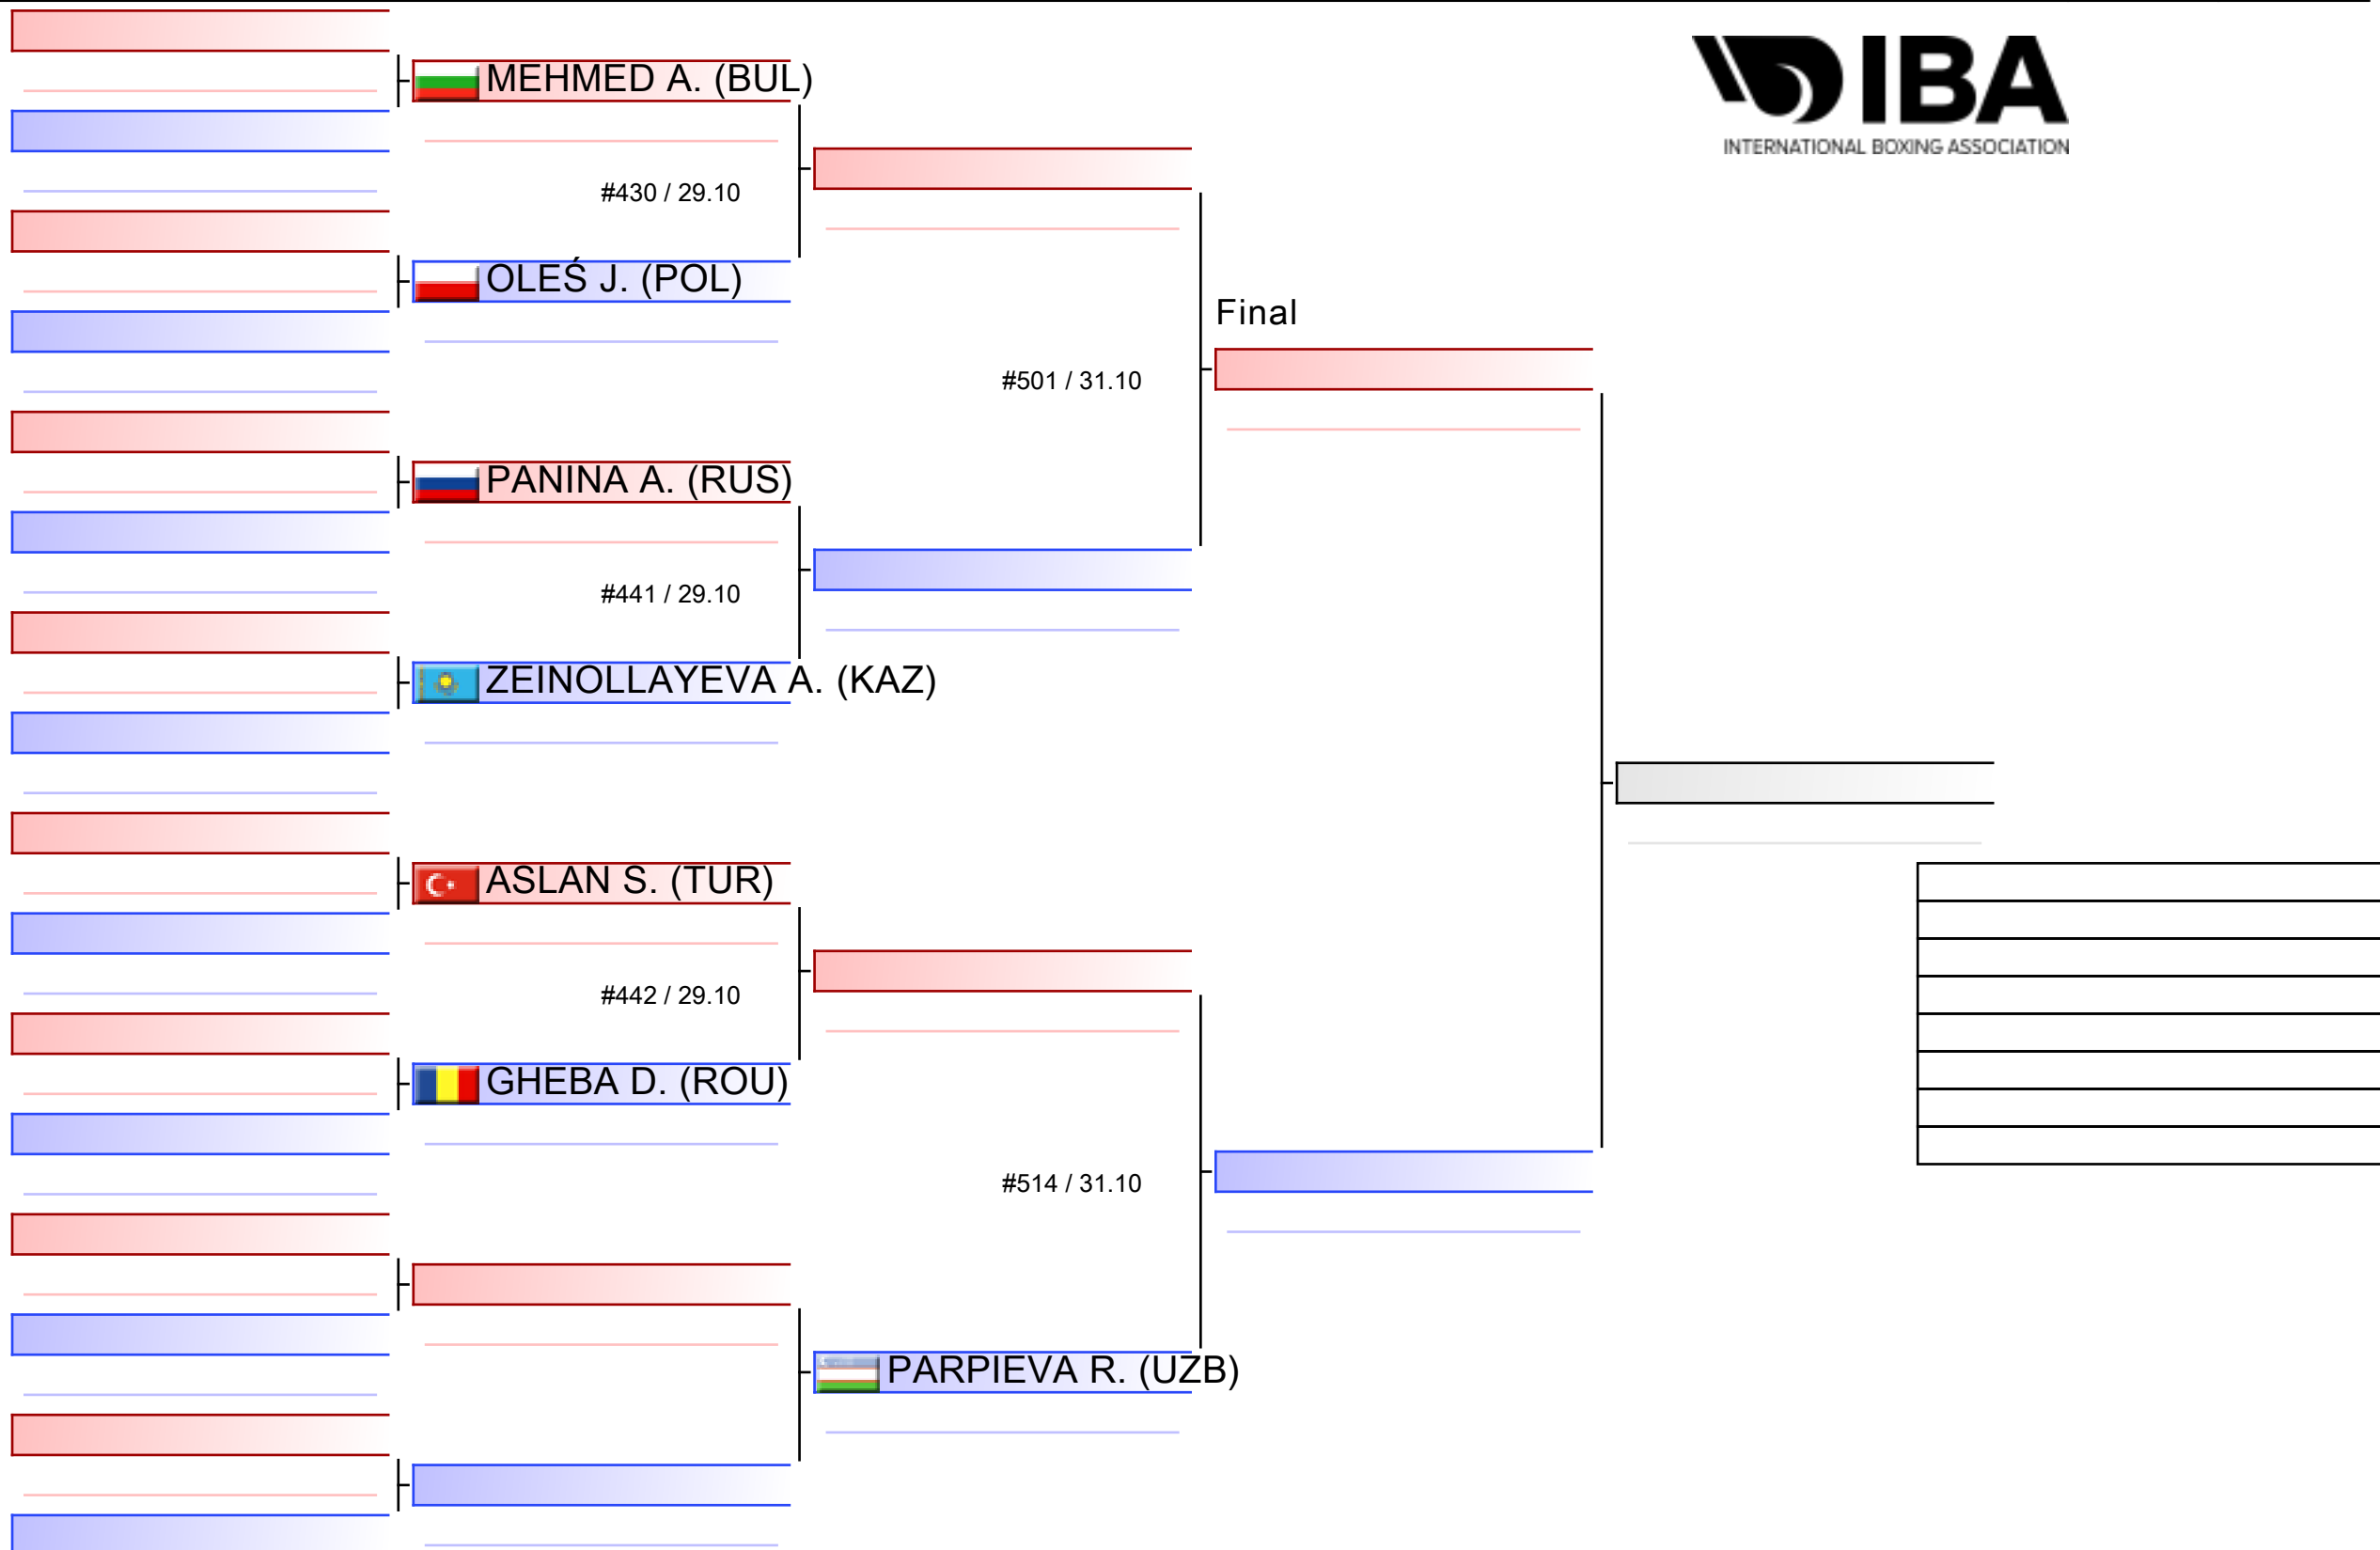 IBA
INTERNATIONAL BOXING ASSOCIATION
MEHMED A. (BUL)
#430 / 29.10
OLEŚ J. (POL)
Final
#501 / 31.10
PANINA A. (RUS)
#441 / 29.10
ZEINOLLAYEVA A. (KAZ)
ASLAN S. (TUR)
#442 / 29.10
GHEBA D. (ROU)
#514 / 31.10
PARPIEVA R. (UZB)